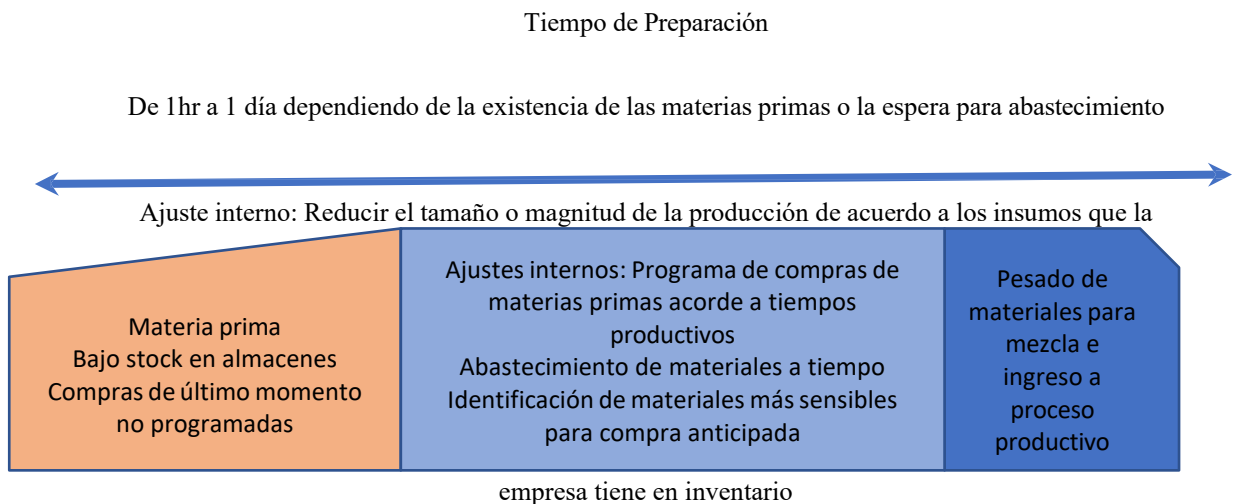 Tiempo de Preparación
De 1hr a 1 día dependiendo de la existencia de las materias primas o la espera para abastecimiento
Ajuste interno: Reducir el tamaño o magnitud de la producción de acuerdo a los insumos que la
Materia prima
Bajo stock en almacenes
Compras de último momento
no programadas
Ajustes internos: Programa de compras de
materias primas acorde a tiempos
productivos
Abastecimiento de materiales a tiempo
Identificación de materiales más sensibles
para compra anticipada
Pesado de
materiales para
mezcla e
ingreso a
proceso
productivo
empresa tiene en inventario